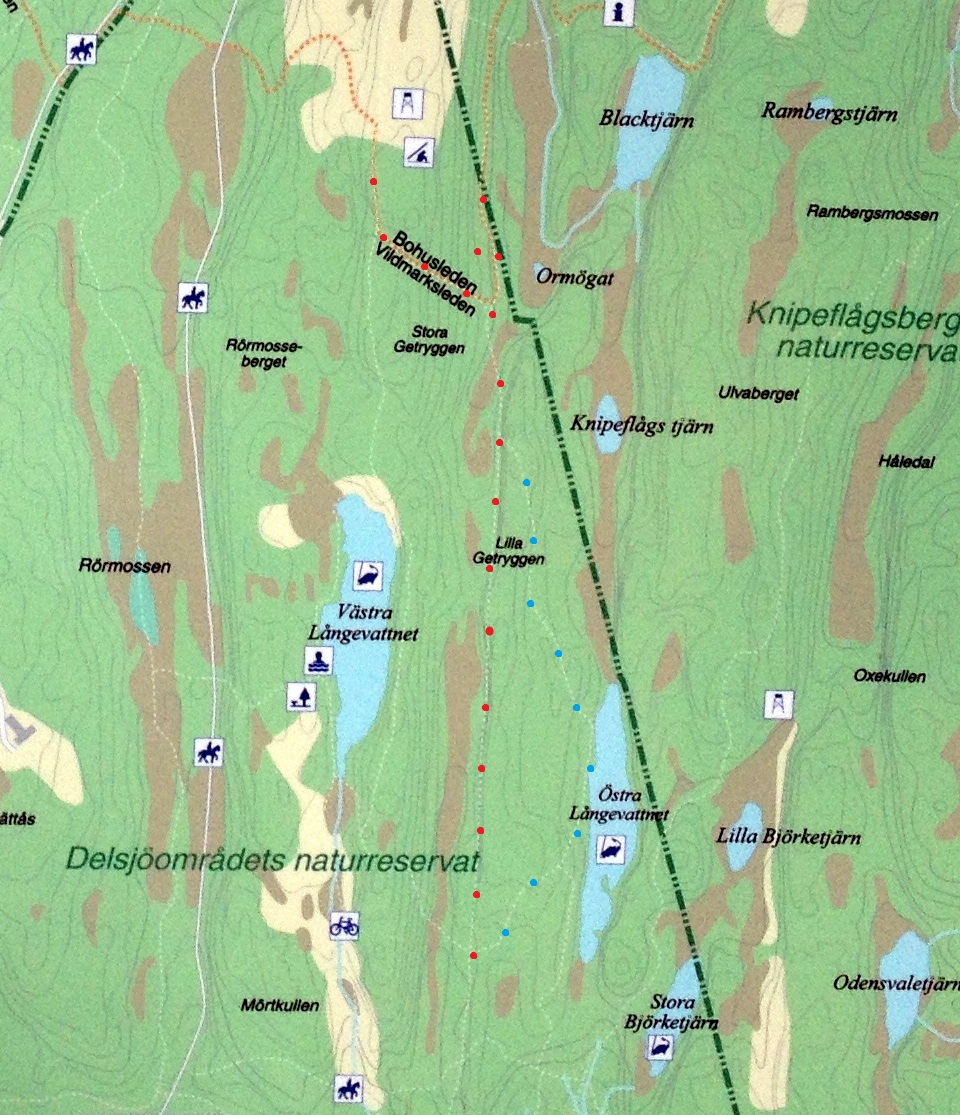 Blacktjärn
Rambergstjärn
Rambergsmossen
Bohusleden
Vildmarksleden
Ormögat
Knipeflågsberg
naturreserva
Stora
Getryggen
Rörmosse-
berget
Ulvaberget
Knipeflågs tjärn
Håledal
Lilla
Getryggen
Rörmossen
Västra
Långevattnet
Oxekullen
Östra
Långevattnet
ättås
Lilla Björketjärn
Delsjöområdets naturreservat
Odensvaletjärn
Mörtkullen
Stora
Björketjärn